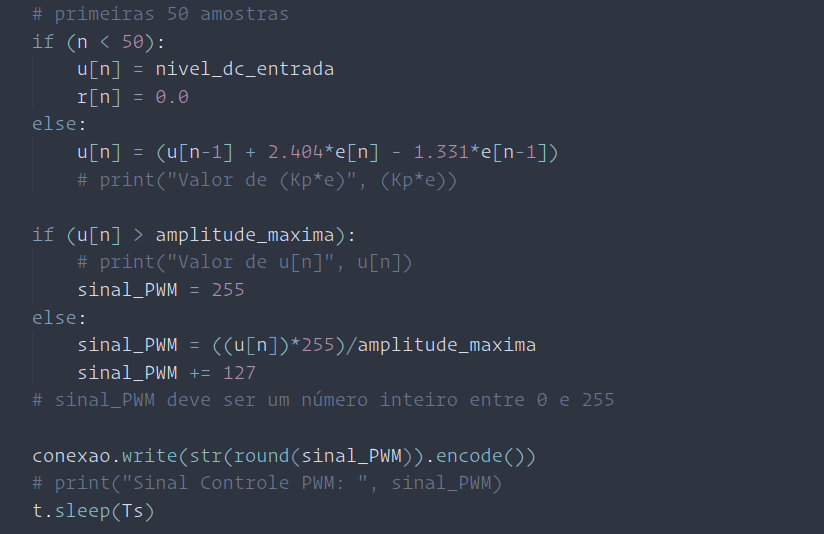 # primeiras 50 amostras
if (n < 50):
    u[n] = nivel_dc_entrada
    r[n] = 0.0
else:
    u[n] = (u[n-1] + 2.404*e[n] - 1.331*e[n-1])
    # print("Valor de (Kp*e)", (Kp*e))

if (u[n] > amplitude_maxima):
    # print("Valor de u[n]", u[n])
    sinal_PWM = 255
else:
    sinal_PWM = ((u[n])*255)/amplitude_maxima
    sinal_PWM += 127
# sinal_PWM deve ser um número inteiro entre 0 e 255

conexao.write(str(round(sinal_PWM)).encode())
# print("Sinal Controle PWM: ", sinal_PWM)
t.sleep(Ts)